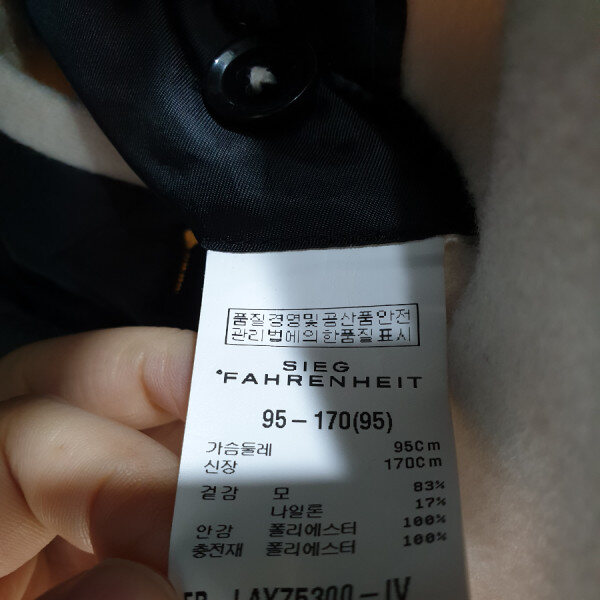 품질경영및공산품안전
관리법에의한품질표시
SIEG
°FAHRENHEIT
95-170(95)
가슴둘레 95Cm
신장 170Cm
겉감 모 83%
나일론 17%
안감 폴리에스터 100%
충전재 폴리에스터 100%